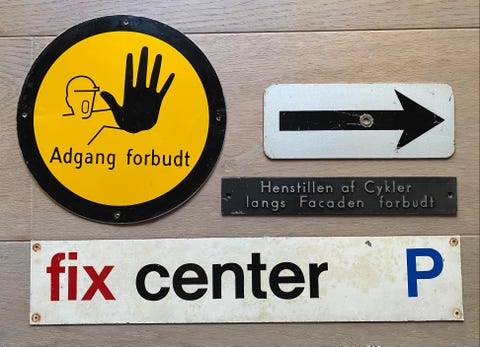 Adgang forbudt
Henstillen af Cykler
langs Facaden forbudt
fix center P